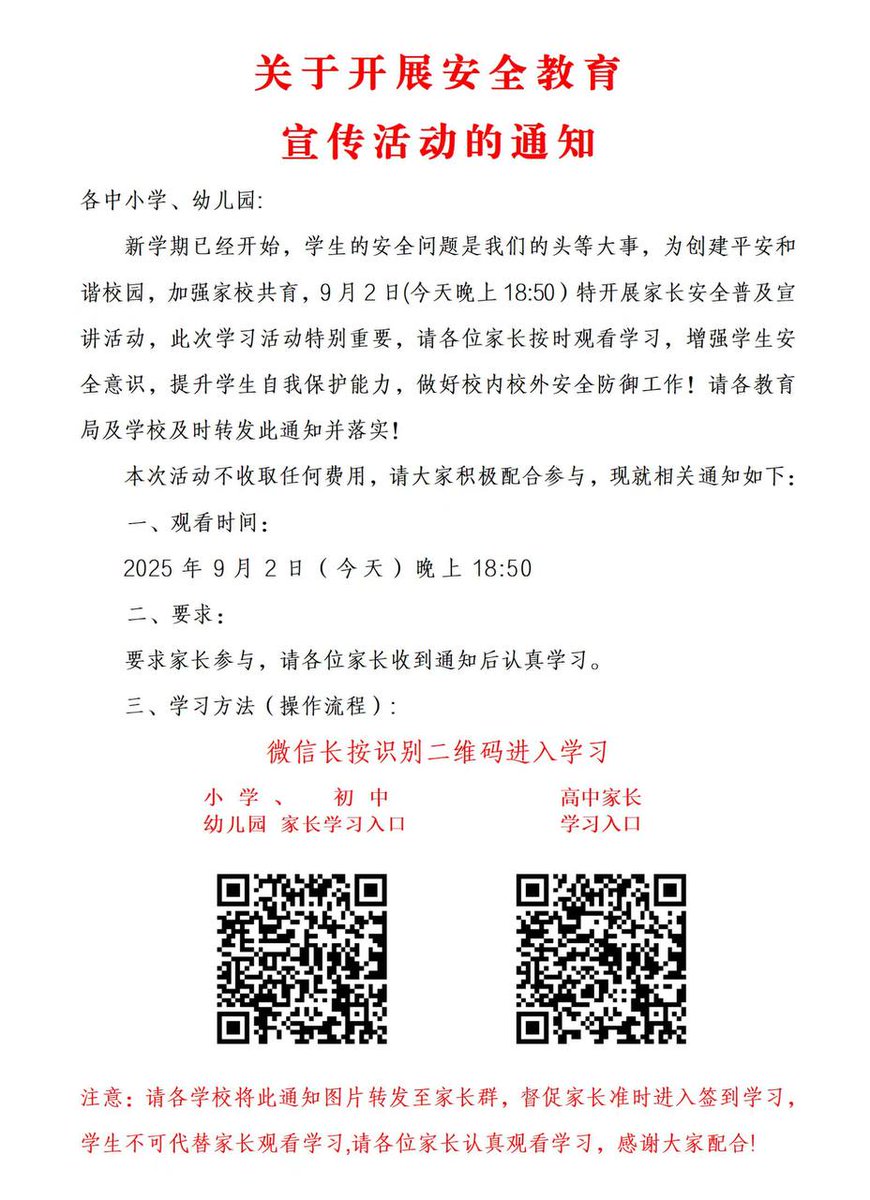 关于开展安全教育
宣传活动的通知
各中小学、幼儿园:
新学期已经开始，学生的安全问题是我们的头等大事，为创建平安和
谐校园，加强家校共育，9月2日(今天晚上18:50）特开展家长安全普及宣
讲活动，此次学习活动特别重要，请各位家长按时观看学习，增强学生安
全意识，提升学生自我保护能力，做好校内校外安全防御工作！请各教育
局及学校及时转发此通知并落实！
本次活动不收取任何费用，请大家积极配合参与，现就相关通知如下：
一、观看时间：
2025 年 9 月 2 日（今天）晚上 18:50
二、要求：
要求家长参与，请各位家长收到通知后认真学习。
三、学习方法（操作流程）:
微信长按识别二维码进入学习
小 学 、 初 中
幼儿园 家长学习入口
高中家长
学习入口
注意：请各学校将此通知图片转发至家长群，督促家长准时进入签到学习，
学生不可代替家长观看学习,请各位家长认真观看学习，感谢大家配合!